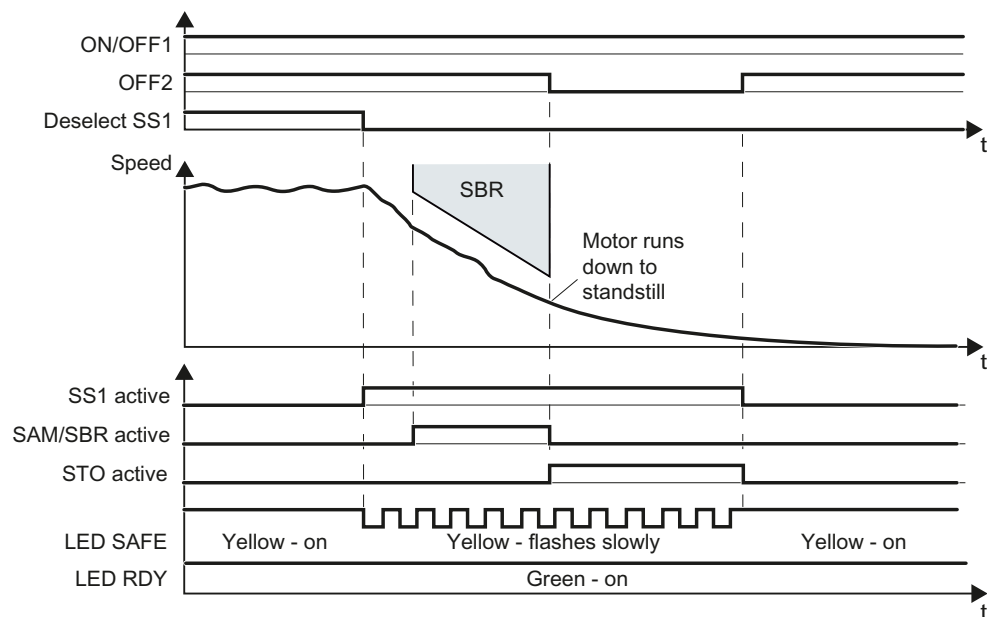 ON/OFF1
OFF2
Deselect SS1
t
Speed
SBR
Motor runs
down to
standstill
t
SS1 active
SAM/SBR active
STO active
LED SAFE
Yellow - on
Yellow - flashes slowly
Yellow - on
LED RDY
Green - on
t